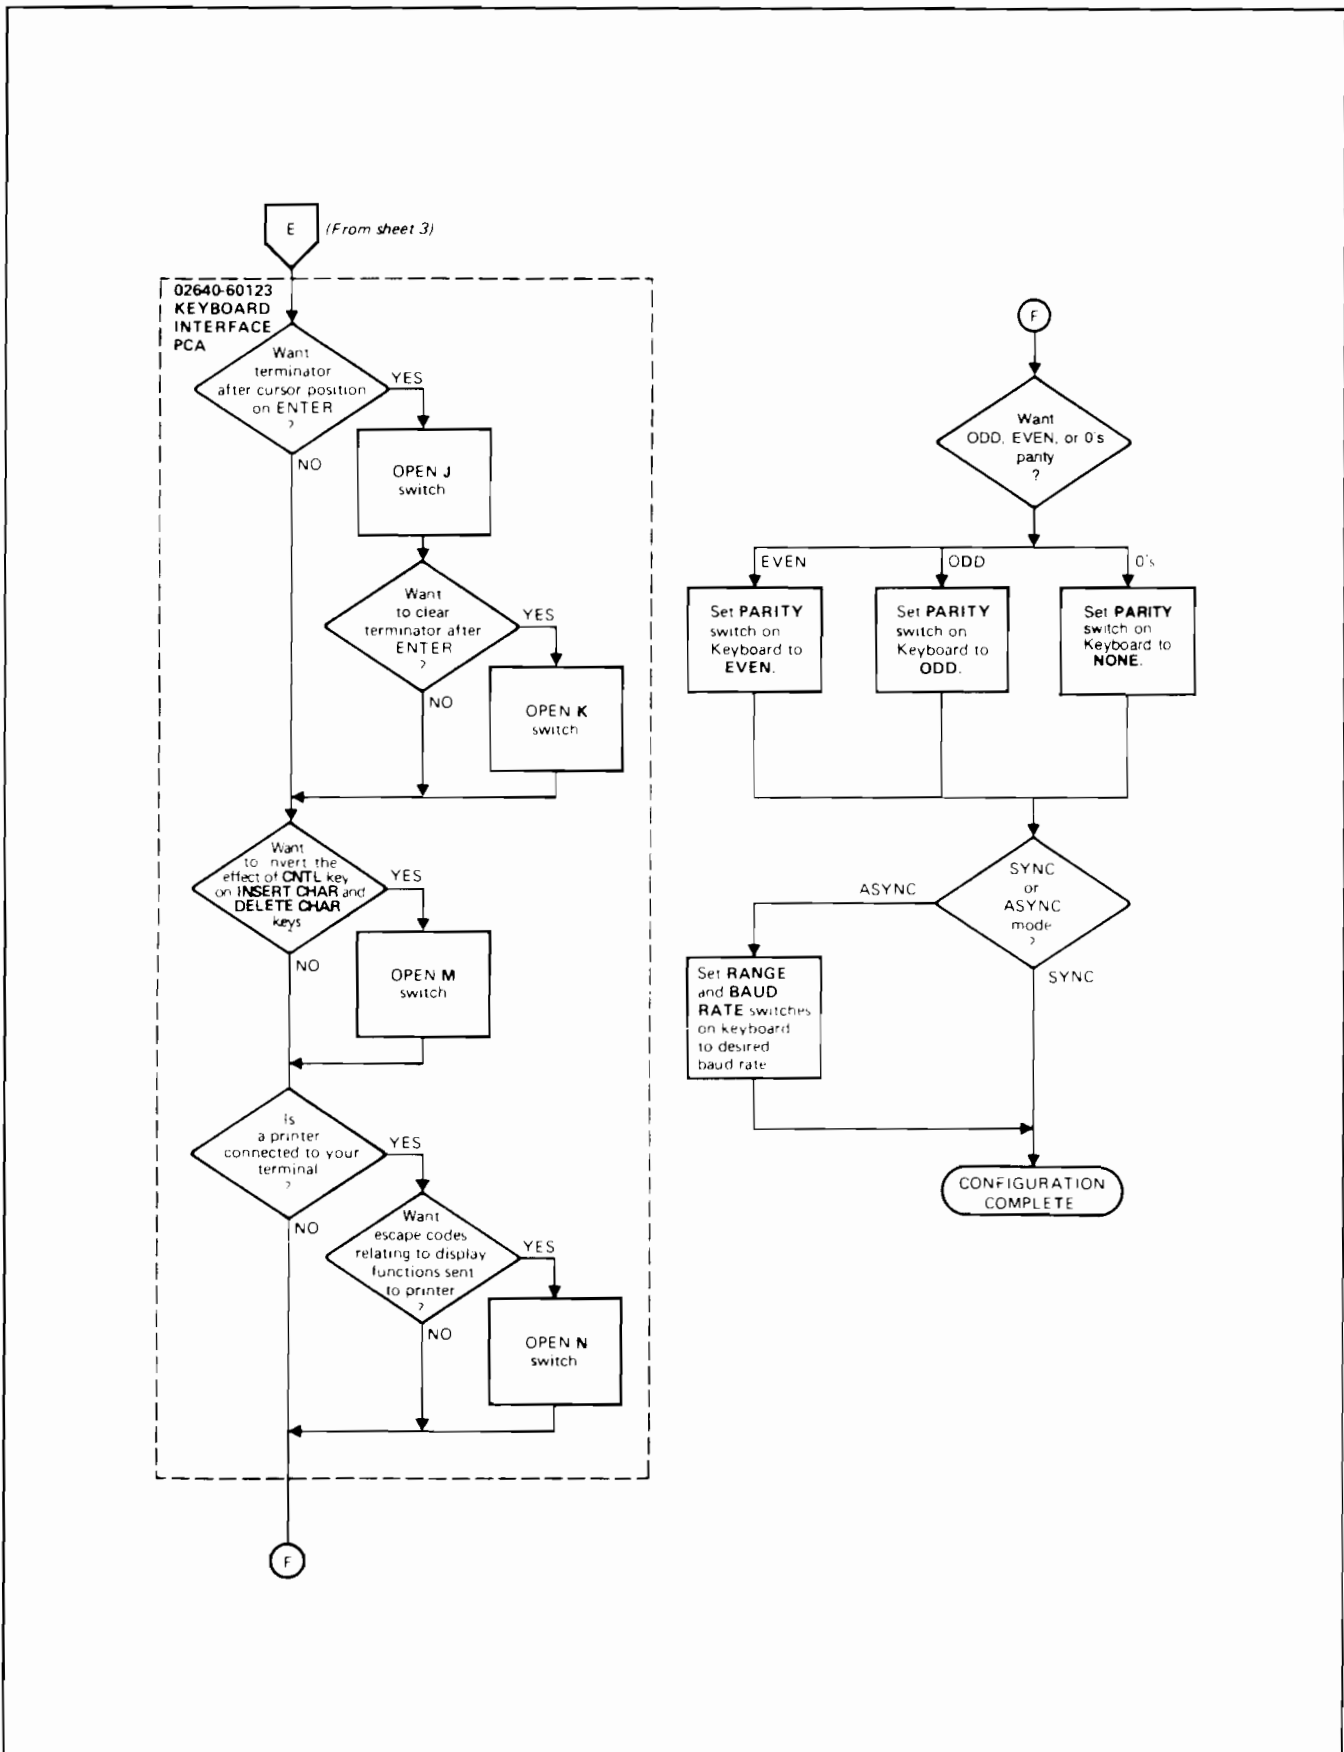 E
(From sheet 3)
02640-60123
KEYBOARD
INTERFACE
PCA
Want
terminator
after cursor position
on ENTER
?
YES
NO
OPEN J
switch
Want
to clear
terminator after
ENTER
?
YES
NO
OPEN K
switch
Want
to invert the
effect of CNTL key
on INSERT CHAR and
DELETE CHAR
keys
?
YES
NO
OPEN M
switch
Is
a printer
connected to your
terminal
?
YES
NO
Want
escape codes
relating to display
functions sent
to printer
?
YES
NO
OPEN N
switch
F
F
Want
ODD, EVEN, or 0's
parity
?
EVEN
ODD
0's
Set PARITY
switch on
Keyboard to
EVEN.
Set PARITY
switch on
Keyboard to
ODD.
Set PARITY
switch on
Keyboard to
NONE.
SYNC
or
ASYNC
mode
?
ASYNC
SYNC
Set RANGE
and BAUD
RATE switches
on keyboard
to desired
baud rate
CONFIGURATION
COMPLETE